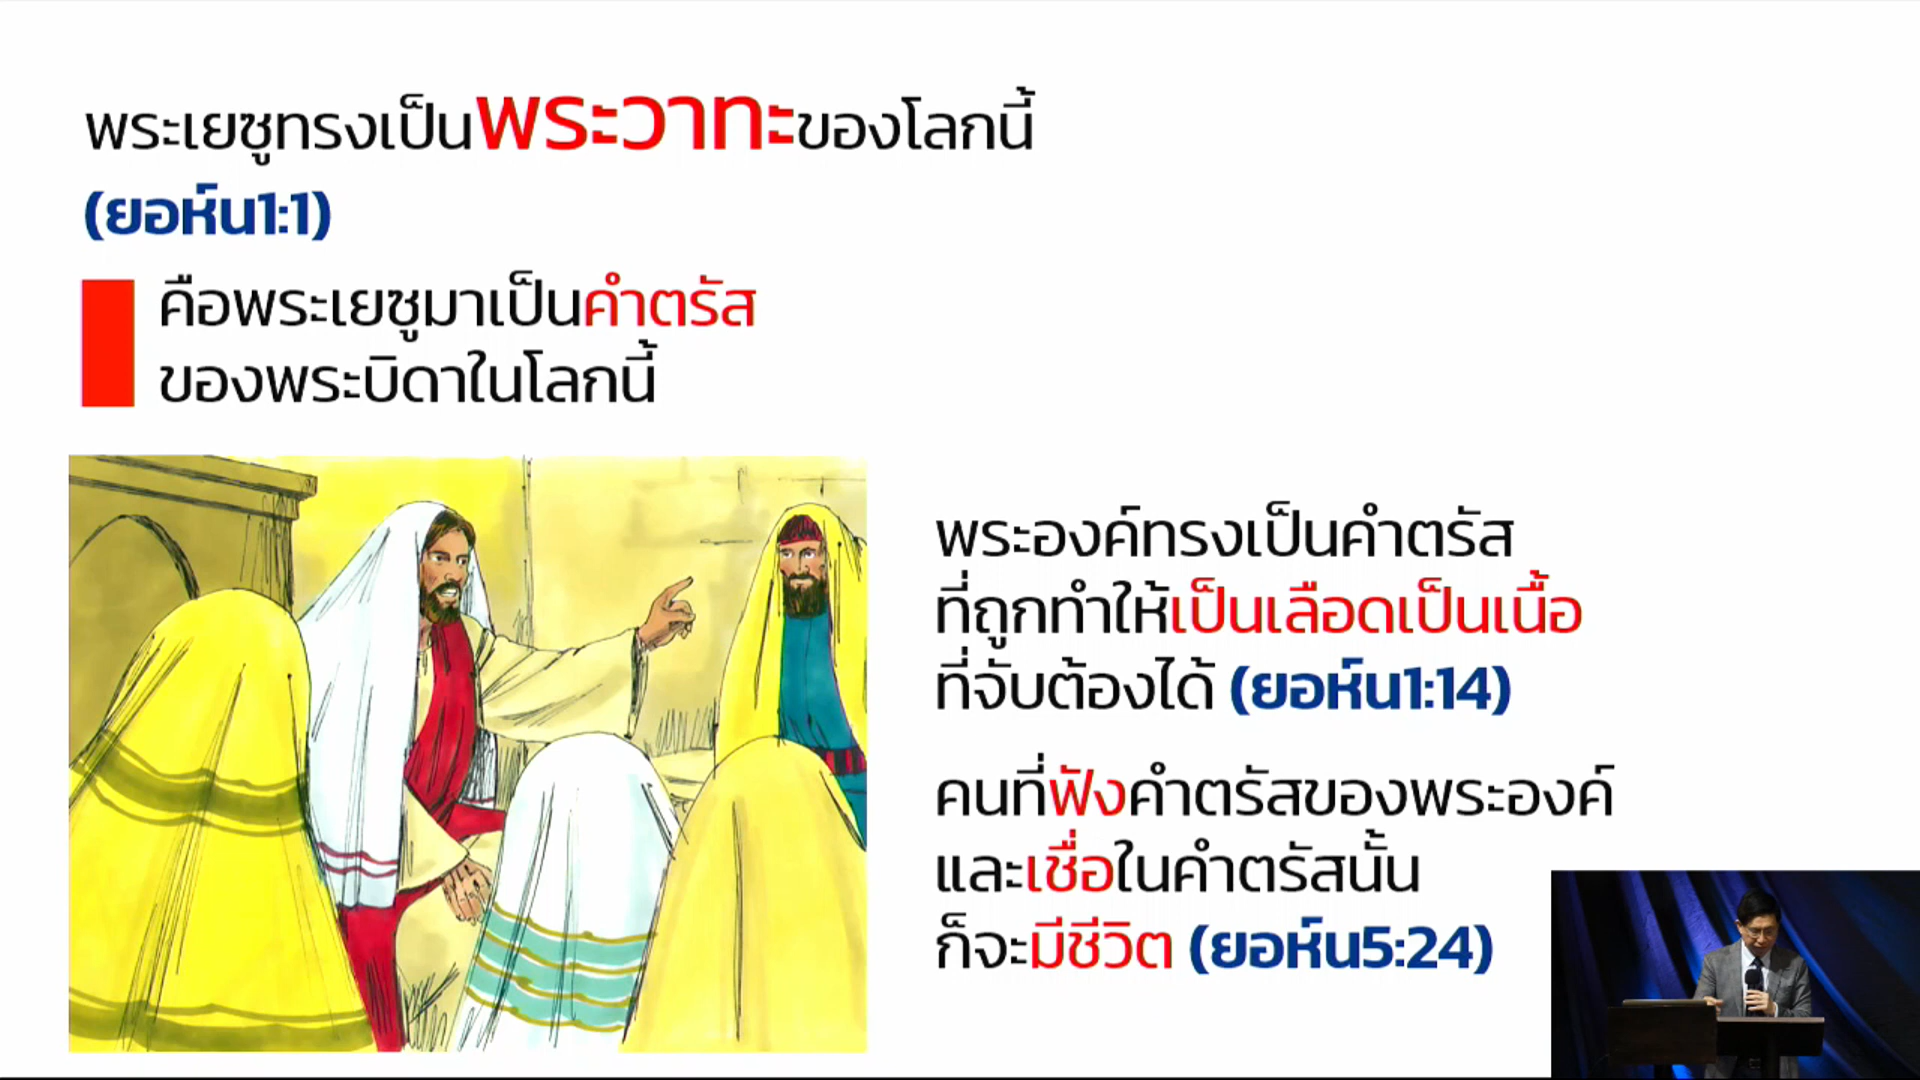 พระเยซูทรงเป็นพระวาทะของโลกนี้
(ยอห์น1:1)
คือพระเยซูมาเป็นคำตรัส
ของพระบิดาในโลกนี้
พระองค์ทรงเป็นคำตรัส
ที่ถูกทำให้เป็นเลือดเป็นเนื้อ
ที่จับต้องได้ (ยอห์น1:14)
คนที่ฟังคำตรัสของพระองค์
และเชื่อในคำตรัสนั้น
ก็จะมีชีวิต (ยอห์น5:24)